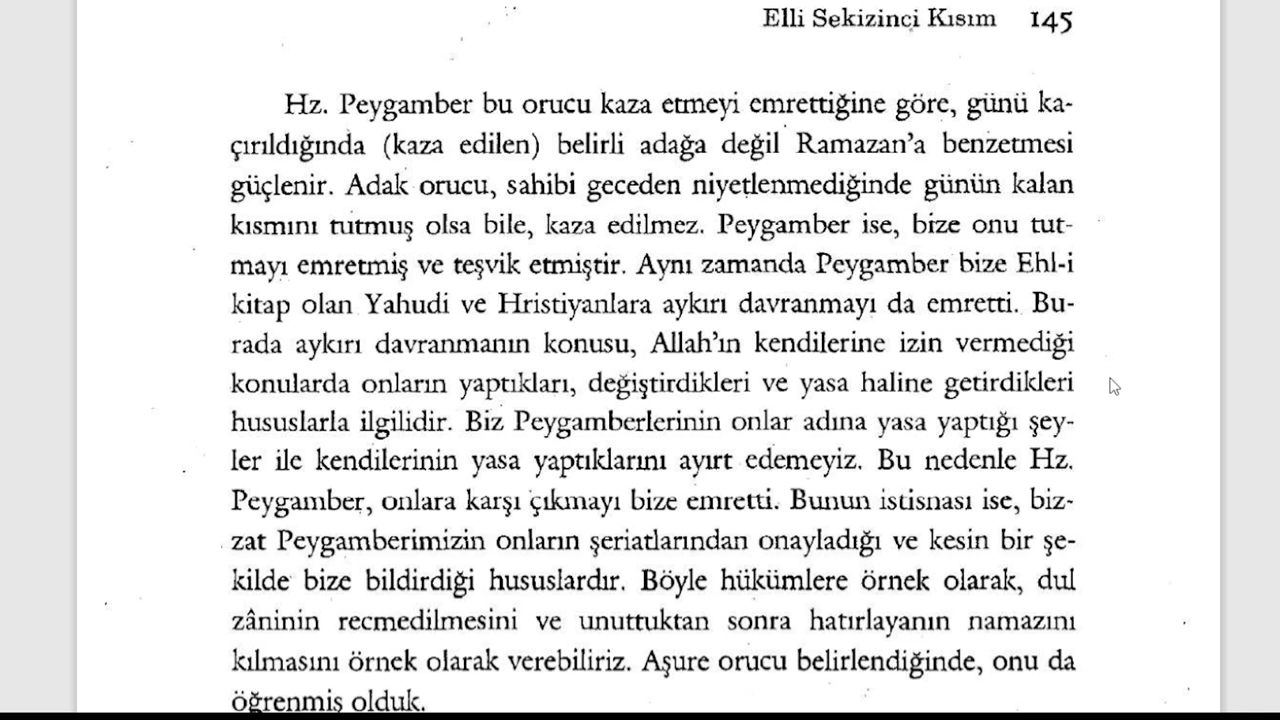 Elli Sekizinci Kısım 145
Hz. Peygamber bu orucu kaza etmeyi emrettiğine göre, günü ka-
çırıldığında (kaza edilen) belirli adağa değil Ramazan'a benzetmesi
güçlenir. Adak orucu, sahibi geceden niyetlenmediğinde günün kalan
kısmını tutmuş olsa bile, kaza edilmez. Peygamber ise, bize onu tut-
mayı emretmiş ve teşvik etmiştir. Aynı zamanda Peygamber bize Ehl-i
kitap olan Yahudi ve Hristiyanlara aykırı davranmayı da emretti. Bu-
rada aykırı davranmanın konusu, Allah'ın kendilerine izin vermediği
konularda onların yaptıkları, değiştirdikleri ve yasa haline getirdikleri
hususlarla ilgilidir. Biz Peygamberlerinin onlar adına yasa yaptığı şey-
ler ile kendilerinin yasa yaptıklarını ayırt edemeyiz. Bu nedenle Hz.
Peygamber, onlara karşı çıkmayı bize emretti. Bunun istisnası ise, biz-
zat Peygamberimizin onların şeriatlarından onayladığı ve kesin bir şe-
kilde bize bildirdiği hususlardır. Böyle hükümlere örnek olarak, dul
zâninin recmedilmesini ve unuttuktan sonra hatırlayanın namazını
kılmasını örnek olarak verebiliriz. Aşure orucu belirlendiğinde, onu da
öğrenmiş olduk.